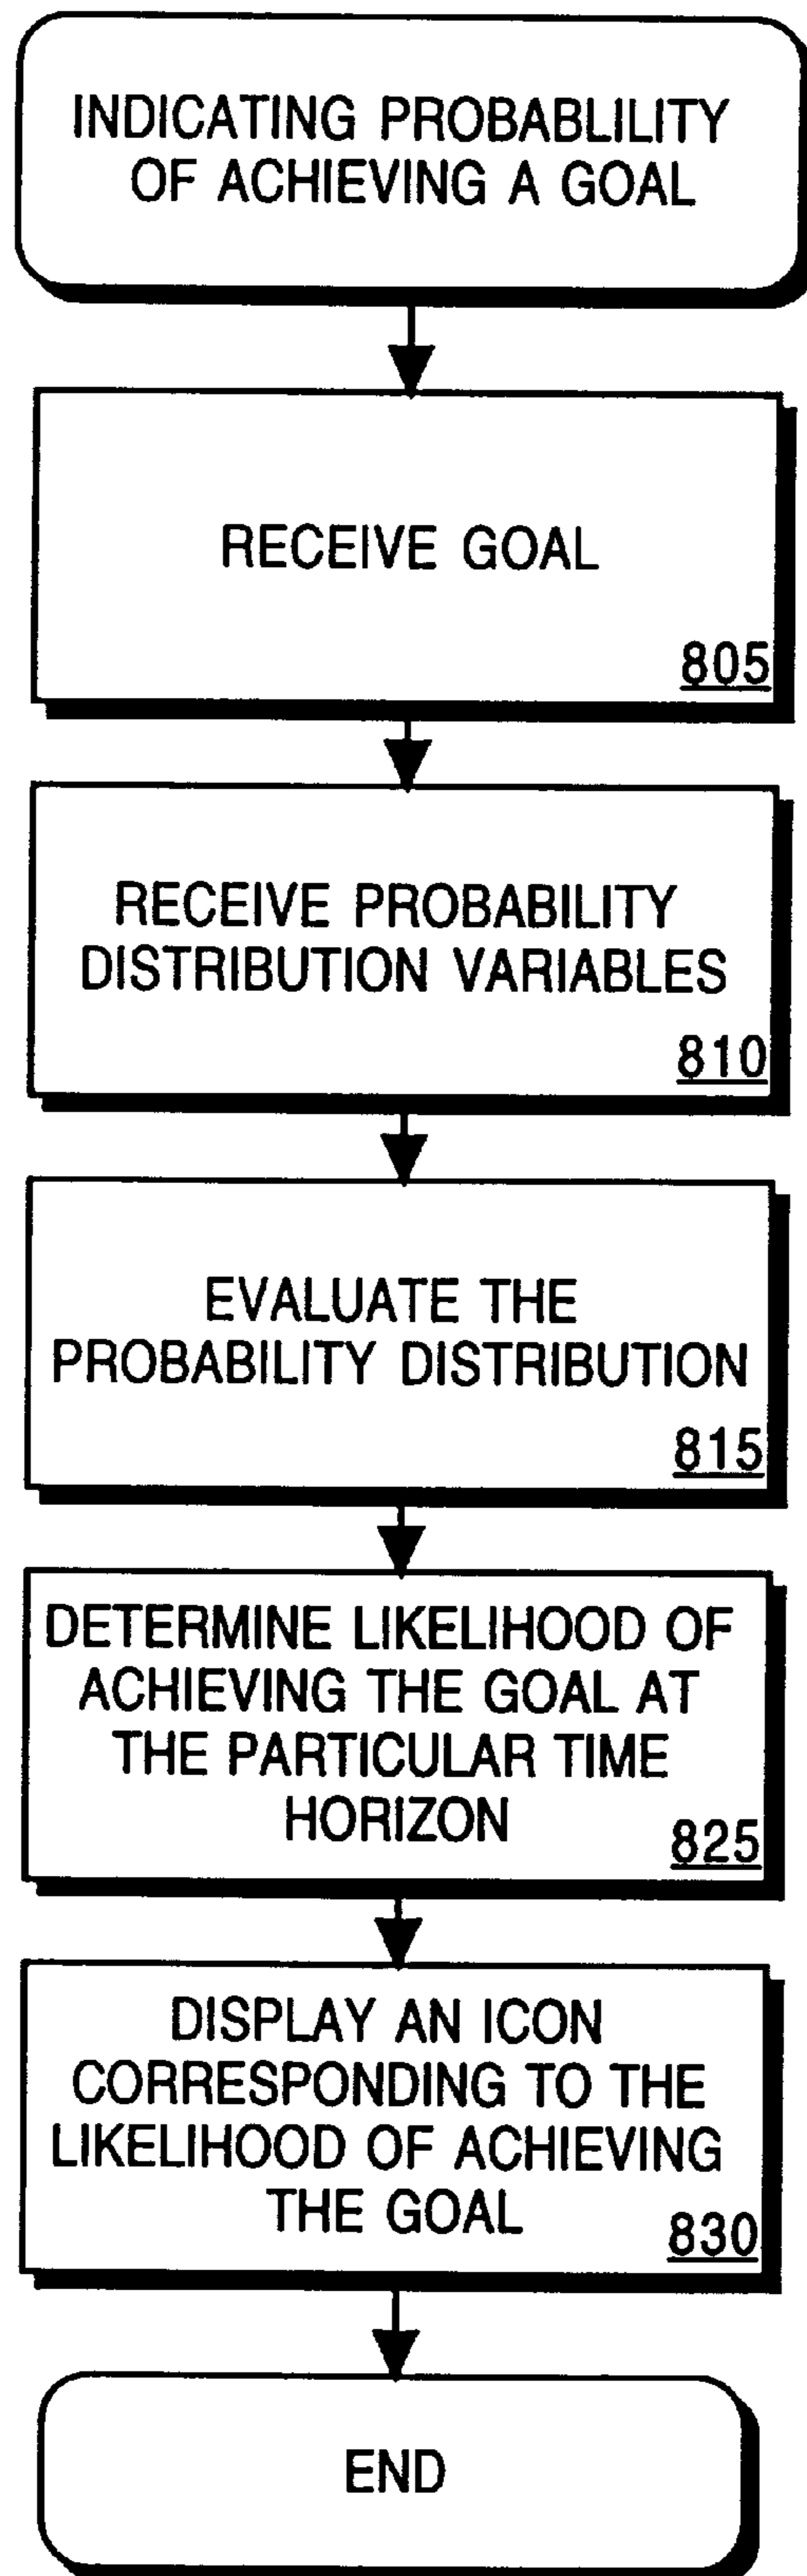 INDICATING PROBABLILITY
OF ACHIEVING A GOAL
RECEIVE GOAL
805
RECEIVE PROBABILITY
DISTRIBUTION VARIABLES
810
EVALUATE THE
PROBABILITY DISTRIBUTION
815
DETERMINE LIKELIHOOD OF
ACHIEVING THE GOAL AT
THE PARTICULAR TIME
HORIZON
825
DISPLAY AN ICON
CORRESPONDING TO THE
LIKELIHOOD OF ACHIEVING
THE GOAL
830
END